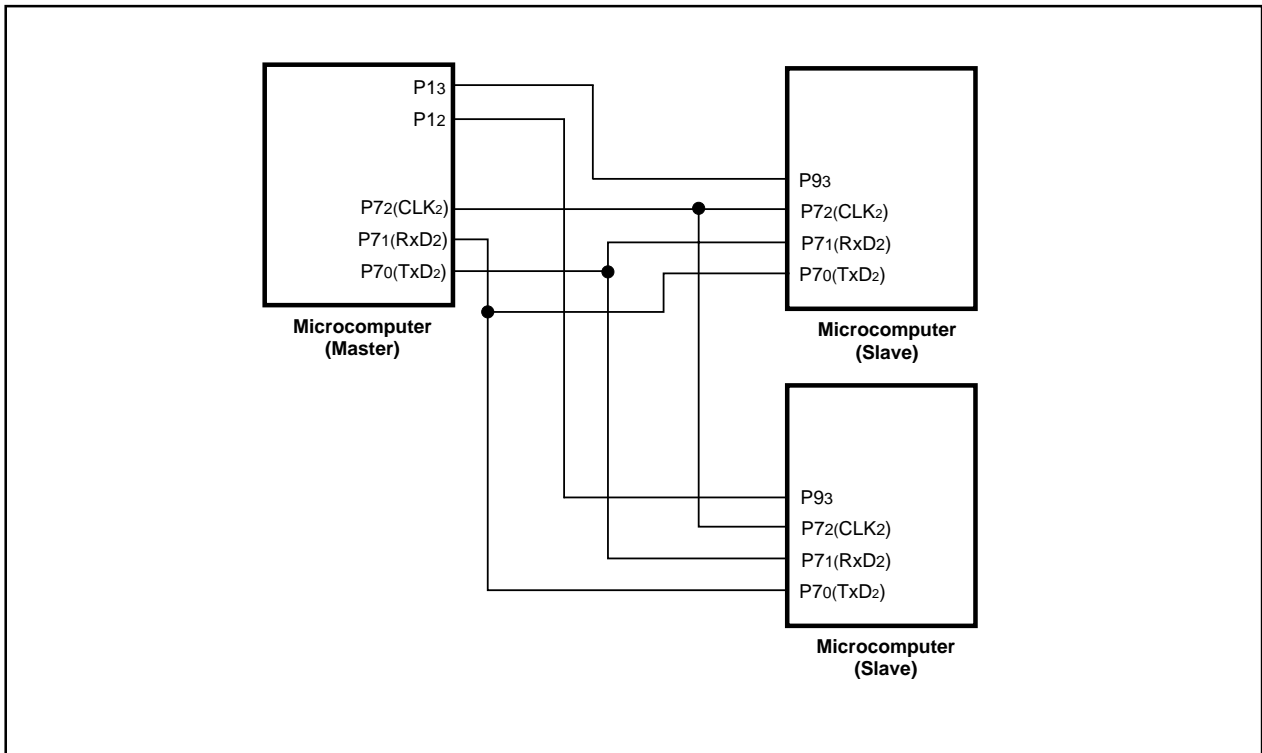 P13
P12
P72(CLK2)
P71(RxD2)
P70(TxD2)
Microcomputer
(Master)
P93
P72(CLK2)
P71(RxD2)
P70(TxD2)
Microcomputer
(Slave)
P93
P72(CLK2)
P71(RxD2)
P70(TxD2)
Microcomputer
(Slave)